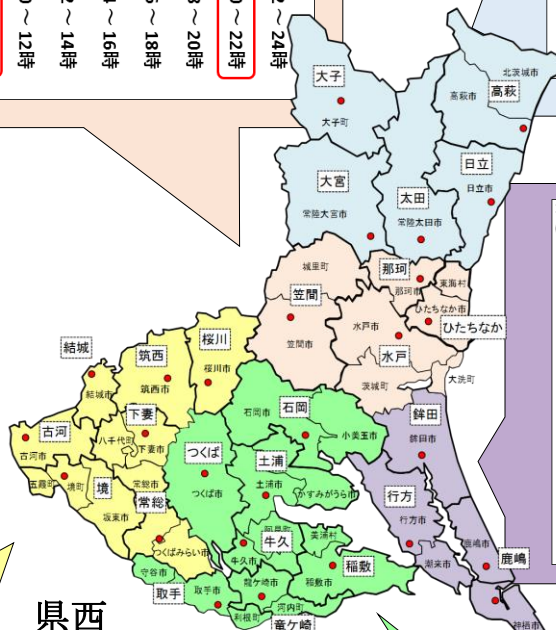 2～24時
0～22時
8～20時
6～18時
4～16時
2～14時
0～12時
大子
大子町
北茨城市
高萩市
高萩
日立
日立市
大宮
常陸大宮市
太田
常陸太田市
城里町
那珂
那珂市
東海村
笠間
笠間市
ひたちなか市
ひたちなか
水戸市
水戸
茨城町
大洗町
結城
結城市
筑西
筑西市
桜川
桜川市
下妻
下妻市
八千代町
古河
古河市
五霞町
境町
境
坂東市
常総市
常総
つくばみらい市
石岡市
石岡
小美玉市
つくば
つくば市
土浦
土浦市
かすみがうら市
鉾田
鉾田市
行方
行方市
潮来市
鹿嶋市
鹿嶋
神栖市
牛久
牛久市
美浦村
稲敷
稲敷市
守谷市
取手
取手市
龍ケ崎市
利根町
河内町
竜ケ崎
県西